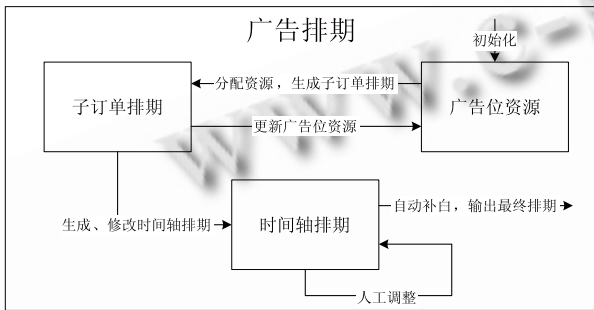 广告排期
初始化
子订单排期
分配资源，生成子订单排期
广告位资源
更新广告位资源
生成、修改时间轴排期
时间轴排期
自动补白，输出最终排期
人工调整
www.c-